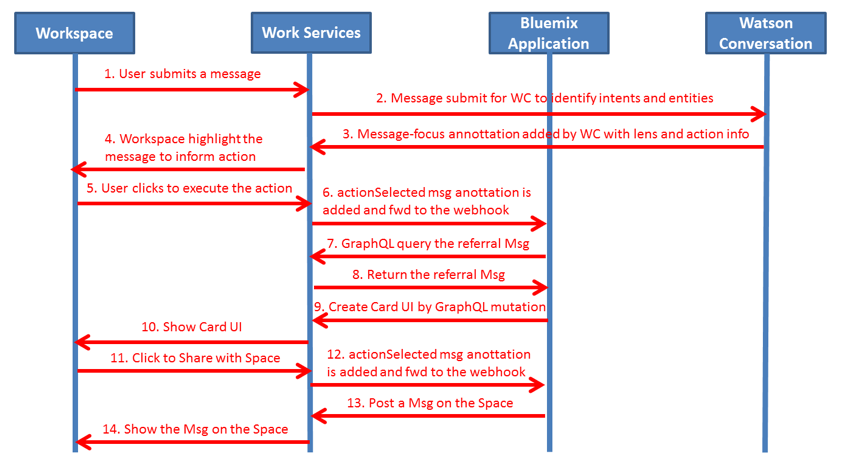 Workspace
Work Services
Bluemix
Application
Watson
Conversation
1. User submits a message
2. Message submit for WC to identify intents and entities
3. Message-focus annottation added by WC with lens and action info
4. Workspace highlight the
message to inform action
5. User clicks to execute the action
6. actionSelected msg anottation is
added and fwd to the webhook
7. GraphQL query the referral Msg
8. Return the referral Msg
9. Create Card UI by GraphQL mutation
10. Show Card UI
11. Click to Share with Space
12. actionSelected msg anottation
is added and fwd to the webhook
13. Post a Msg on the Space
14. Show the Msg on the Space